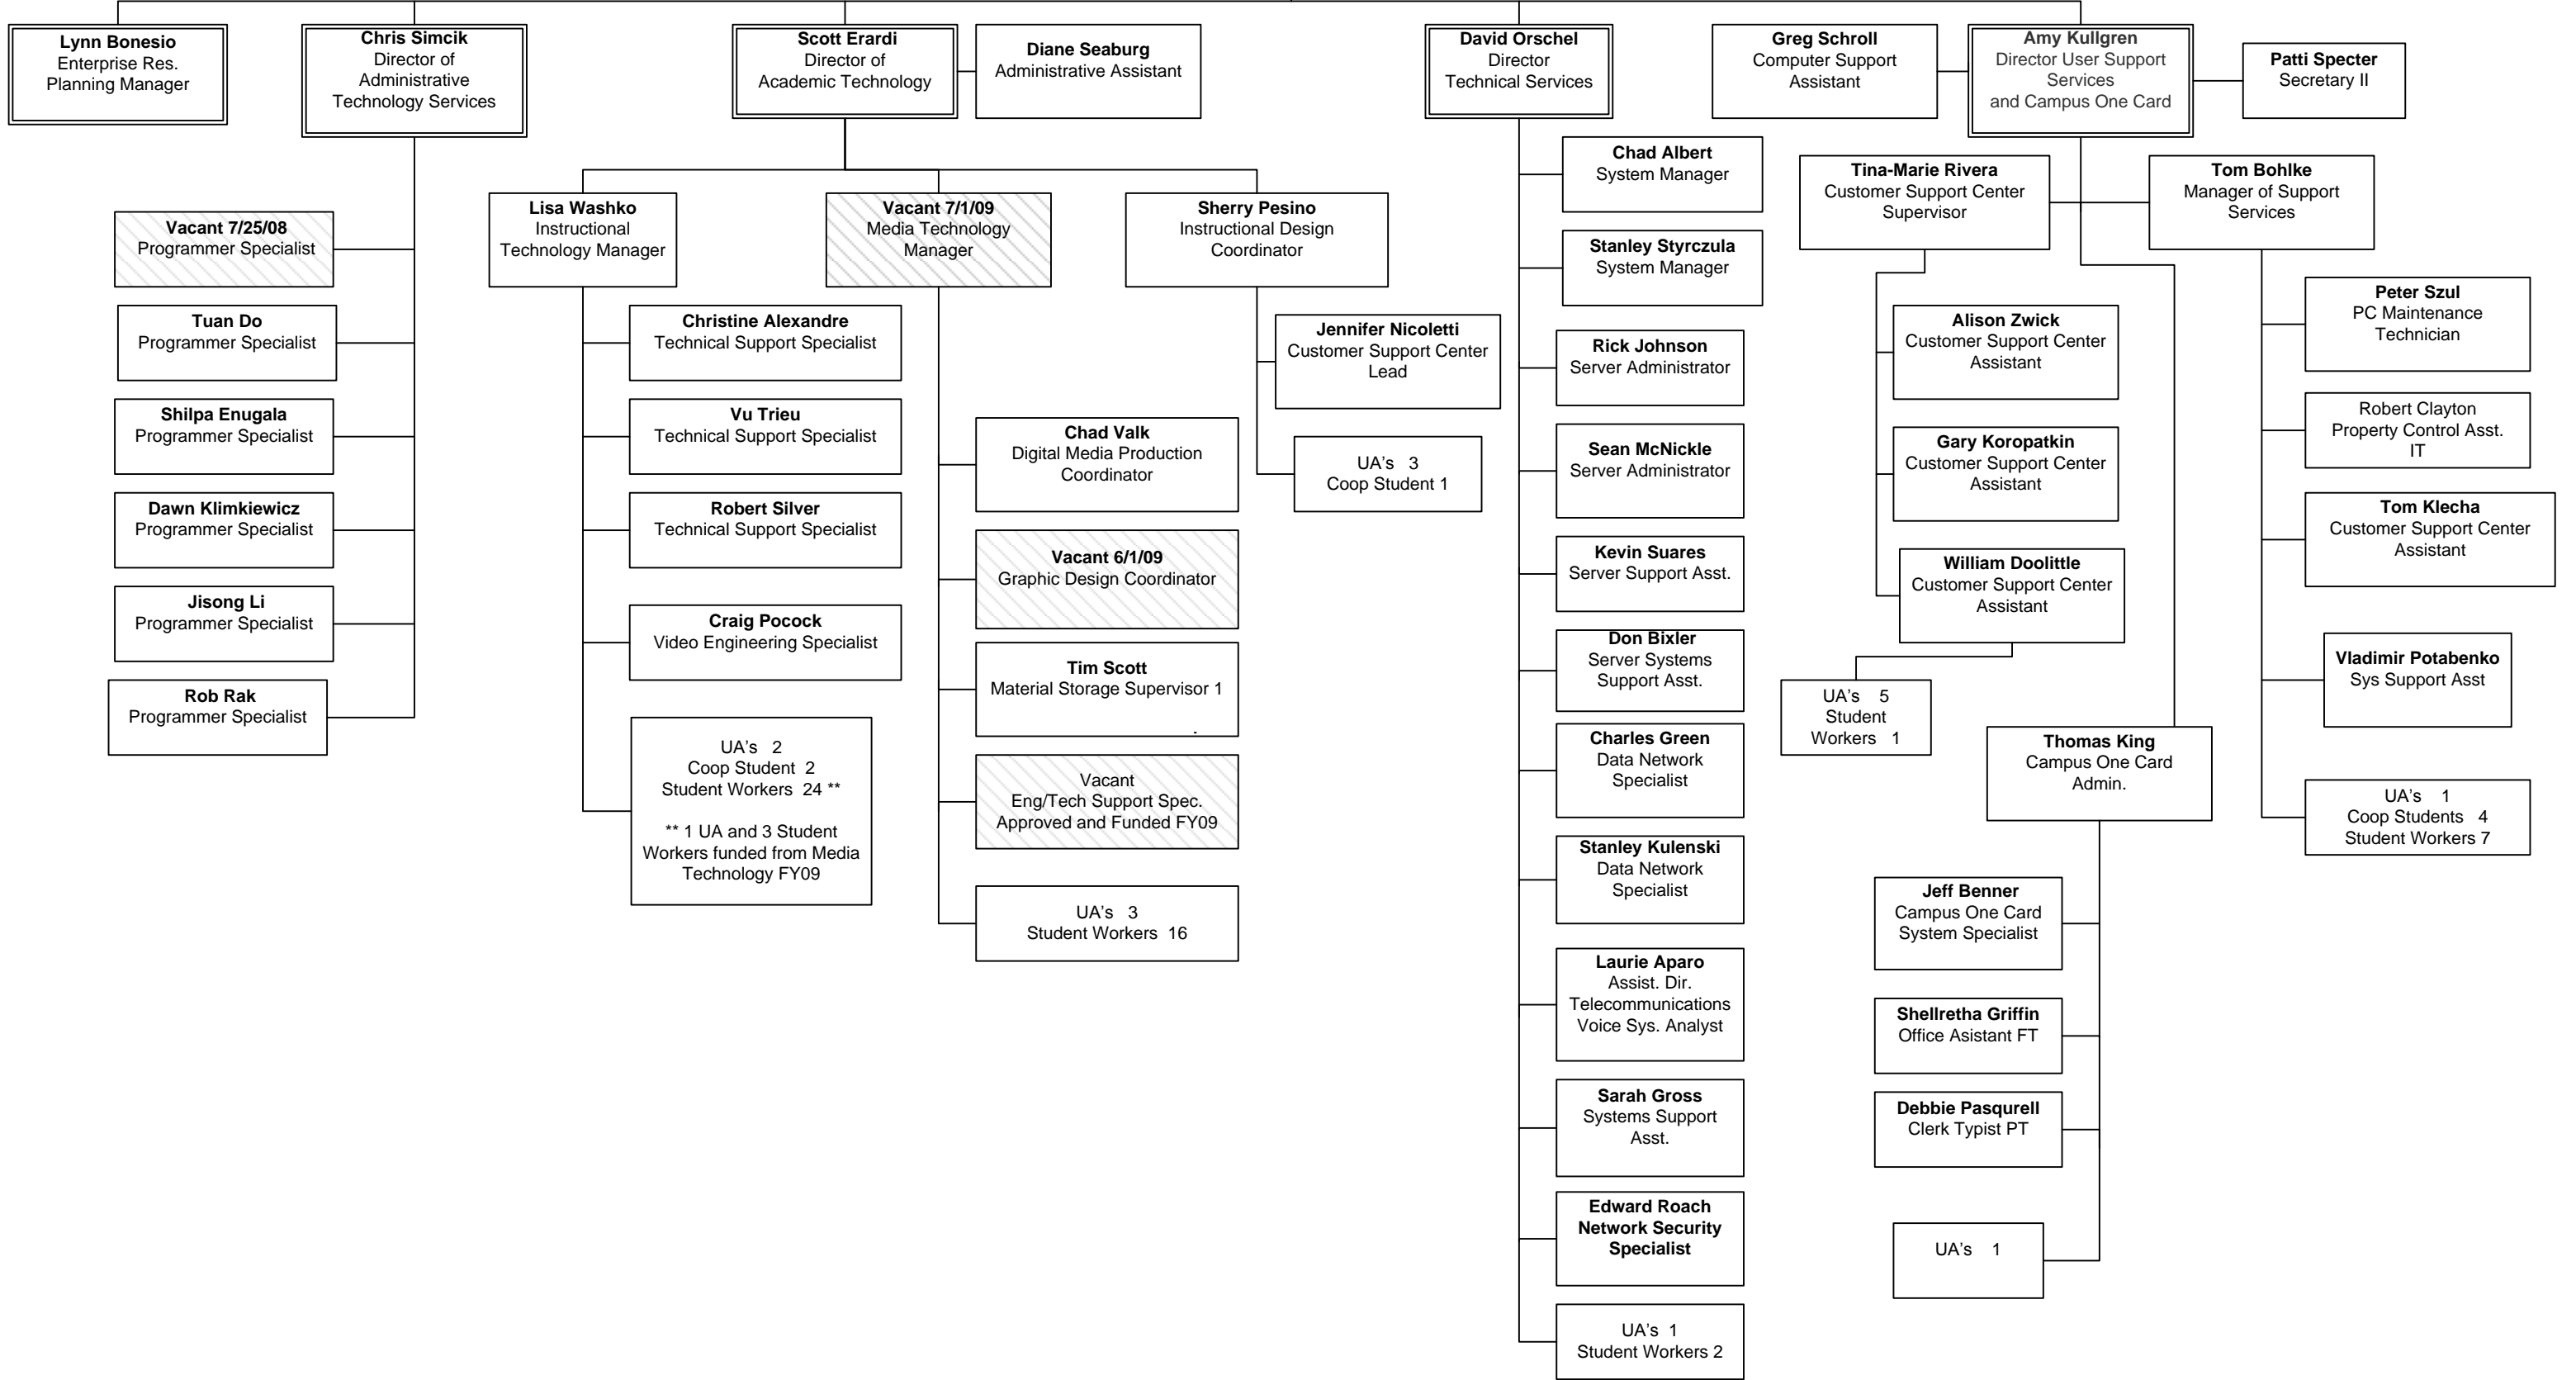 Lynn Bonesio
Enterprise Res.
Planning Manager
Chris Simcik
Director of
Administrative
Technology Services
Scott Erardi
Director of
Academic Technology
Diane Seaburg
Administrative Assistant
David Orschel
Director
Technical Services
Greg Schroll
Computer Support
Assistant
Amy Kullgren
Director User Support
Services
and Campus One Card
Patti Specter
Secretary II
Vacant 7/25/08
Programmer Specialist
Tuan Do
Programmer Specialist
Shilpa Enugala
Programmer Specialist
Dawn Klimkiewicz
Programmer Specialist
Jisong Li
Programmer Specialist
Rob Rak
Programmer Specialist
Lisa Washko
Instructional
Technology Manager
Christine Alexandre
Technical Support Specialist
Vu Trieu
Technical Support Specialist
Robert Silver
Technical Support Specialist
Craig Pocock
Video Engineering Specialist
UA's 2
Coop Student 2
Student Workers 24 **
** 1 UA and 3 Student
Workers funded from Media
Technology FY09
Vacant 7/1/09
Media Technology
Manager
Chad Valk
Digital Media Production
Coordinator
Vacant 6/1/09
Graphic Design Coordinator
Tim Scott
Material Storage Supervisor 1
.
Vacant
Eng/Tech Support Spec.
Approved and Funded FY09
UA's 3
Student Workers 16
Sherry Pesino
Instructional Design
Coordinator
Jennifer Nicoletti
Customer Support Center
Lead
UA's 3
Coop Student 1
Chad Albert
System Manager
Stanley Styrczula
System Manager
Rick Johnson
Server Administrator
Sean McNickle
Server Administrator
Kevin Suares
Server Support Asst.
Don Bixler
Server Systems
Support Asst.
Charles Green
Data Network
Specialist
Stanley Kulenski
Data Network
Specialist
Laurie Aparo
Assist. Dir.
Telecommunications
Voice Sys. Analyst
Sarah Gross
Systems Support
Asst.
Edward Roach
Network Security
Specialist
UA's 1
Student Workers 2
Tina-Marie Rivera
Customer Support Center
Supervisor
Alison Zwick
Customer Support Center
Assistant
Gary Koropatkin
Customer Support Center
Assistant
William Doolittle
Customer Support Center
Assistant
UA's 5
Student
Workers 1
Thomas King
Campus One Card
Admin.
Jeff Benner
Campus One Card
System Specialist
Shellretha Griffin
Office Asistant FT
Debbie Pasqurell
Clerk Typist PT
UA's 1
Tom Bohlke
Manager of Support
Services
Peter Szul
PC Maintenance
Technician
Robert Clayton
Property Control Asst.
IT
Tom Klecha
Customer Support Center
Assistant
Vladimir Potabenko
Sys Support Asst
UA's 1
Coop Students 4
Student Workers 7